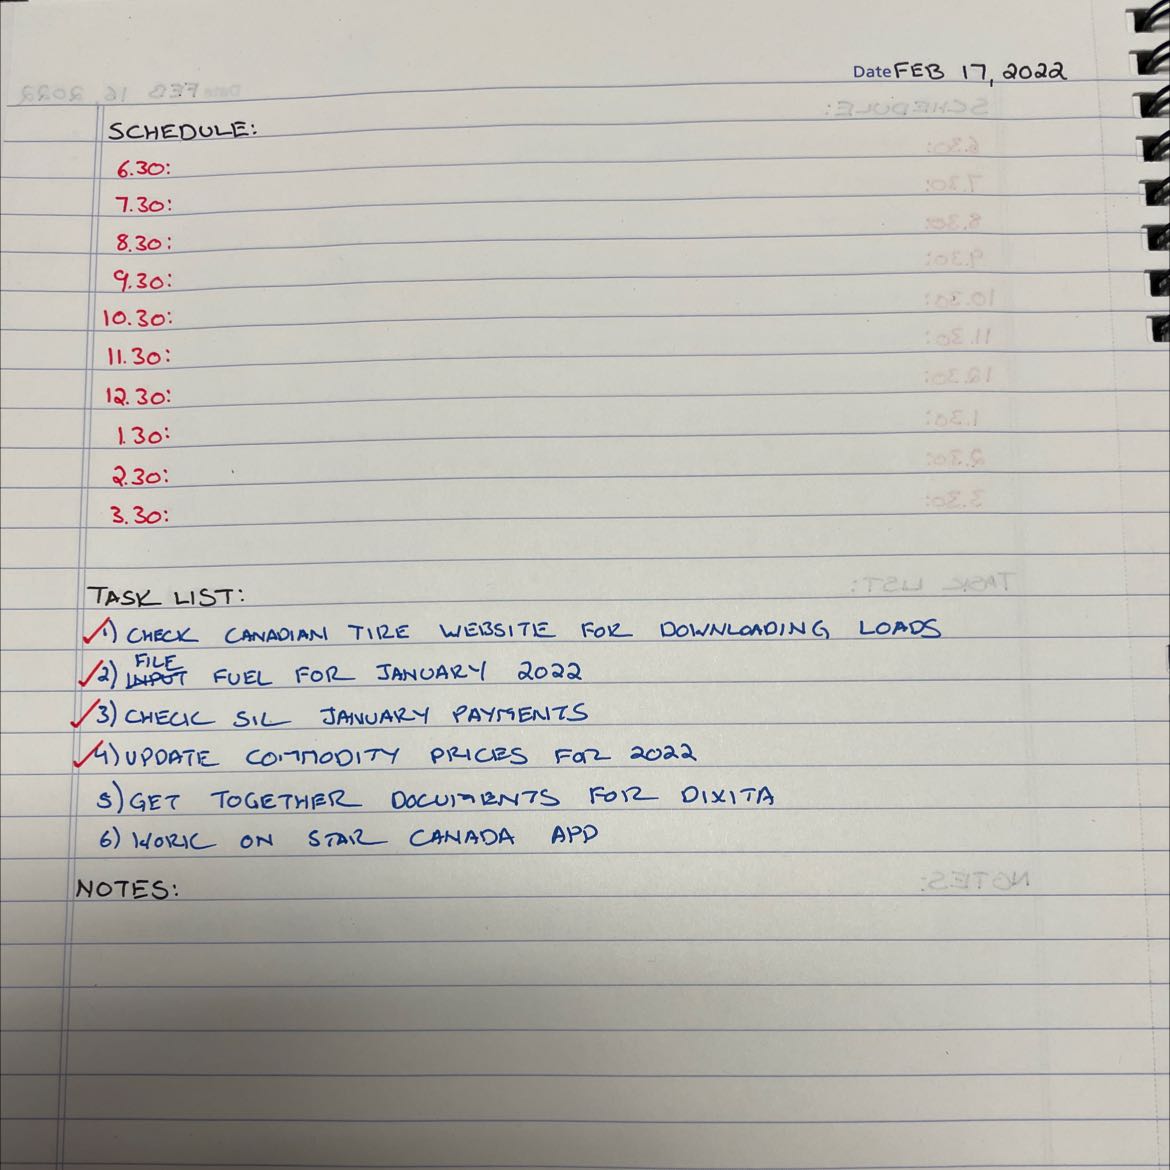 Date FEB 17, 2022
SCHEDULE:
6.30:
7.30:
8.30:
9.30:
10.30:
11.30:
12.30:
1.30:
2.30:
3.30:
TASK LIST:
1) CHECK CANADIAN TIRE WEBSITE FOR DOWNLOADING LOADS
FILE
2) INPUT FUEL FOR JANUARY 2022
3) CHECK SIL JANUARY PAYMENTS
4) UPDATE COMMODITY PRICES FOR 2022
5) GET TOGETHER DOCUMENTS FOR DIXITA
6) WORK ON STAR CANADA APP
NOTES: